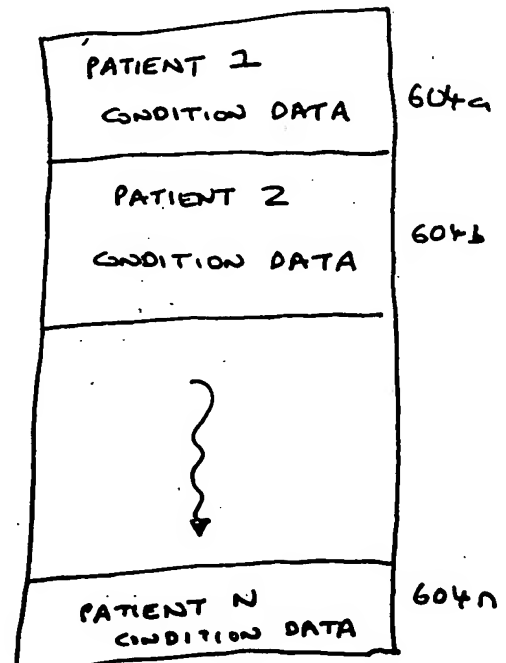 PATIENT 1
CONDITION DATA
604a
PATIENT 2
CONDITION DATA
604b
PATIENT N
CONDITION DATA
604n